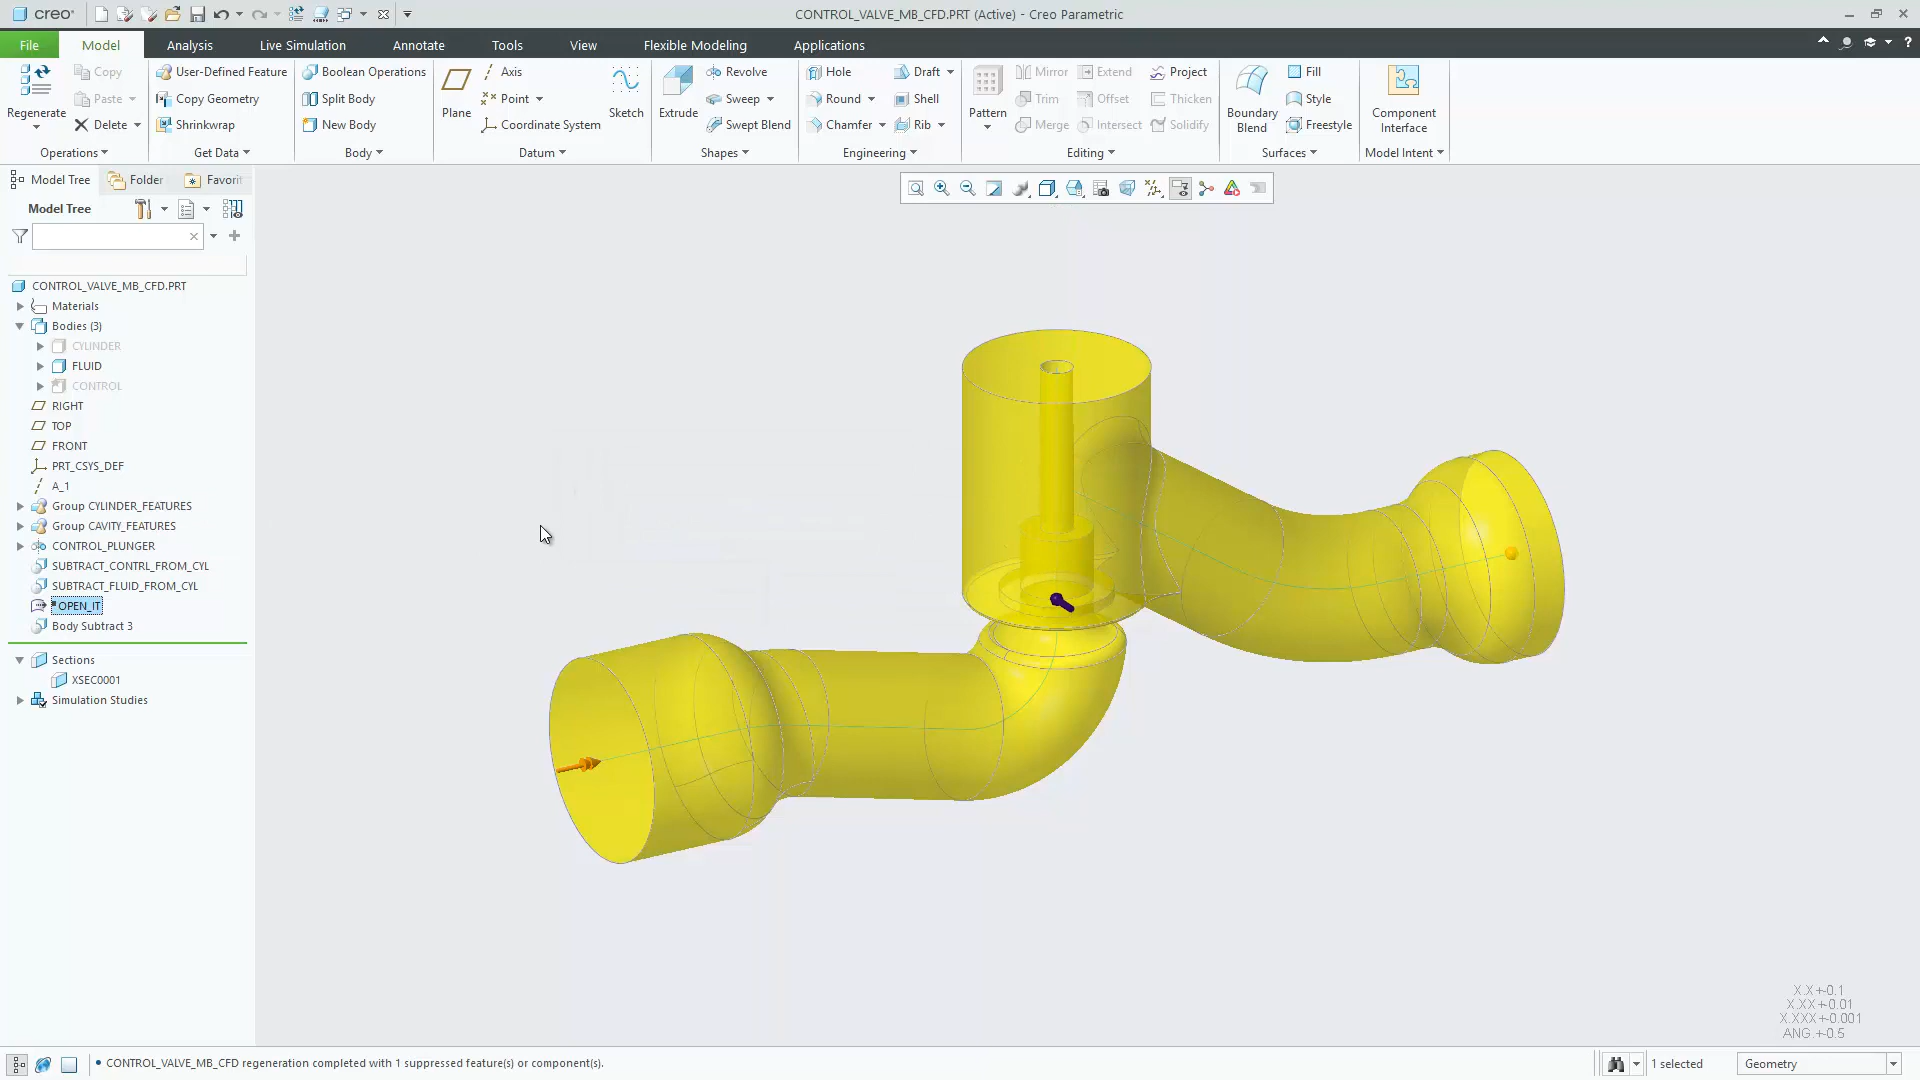 creo
CONTROL_VALVE_MB_CFD.PRT (Active) - Creo Parametric
File Model Analysis Live Simulation Annotate Tools View Flexible Modeling Applications
Regenerate
Copy
Paste
Delete
Operations
User-Defined Feature
Copy Geometry
Shrinkwrap
Get Data
Boolean Operations
Split Body
New Body
Body
Plane
Axis
Point
Coordinate System
Sketch
Datum
Extrude
Revolve
Sweep
Swept Blend
Shapes
Hole
Round
Chamfer
Draft
Shell
Rib
Engineering
Pattern
Mirror
Trim
Merge
Extend
Offset
Intersect
Project
Thicken
Solidify
Editing
Boundary
Blend
Fill
Style
Freestyle
Surfaces
Component
Interface
Model Intent
Model Tree Folder Favorit
Model Tree
CONTROL_VALVE_MB_CFD.PRT
Materials
Bodies (3)
CYLINDER
FLUID
CONTROL
RIGHT
TOP
FRONT
PRT_CSYS_DEF
A_1
Group CYLINDER_FEATURES
Group CAVITY_FEATURES
CONTROL_PLUNGER
SUBTRACT_CONTRL_FROM_CYL
SUBTRACT_FLUID_FROM_CYL
OPEN_IT
Body Subtract 3
Sections
XSEC0001
Simulation Studies
X.X+-0.1
X.XX+-0.01
X.XXX+-0.001
ANG.+-0.5
CONTROL_VALVE_MB_CFD regeneration completed with 1 suppressed feature(s) or component(s).
1 selected
Geometry